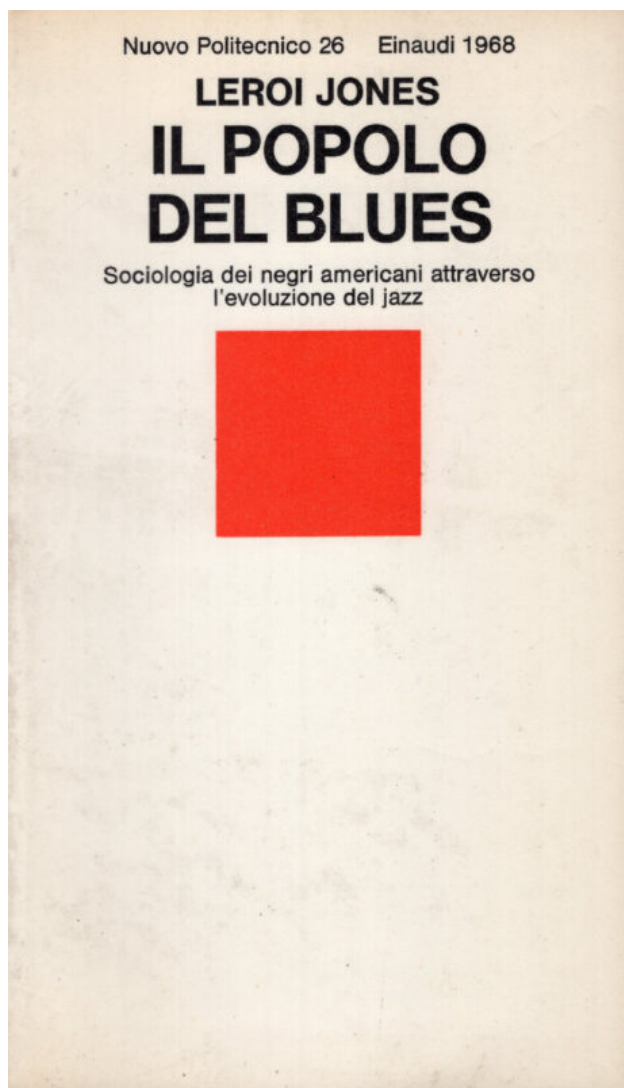 Nuovo Politecnico 26 Einaudi 1968
LEROI JONES
IL POPOLO
DEL BLUES
Sociologia dei negri americani attraverso
l'evoluzione del jazz